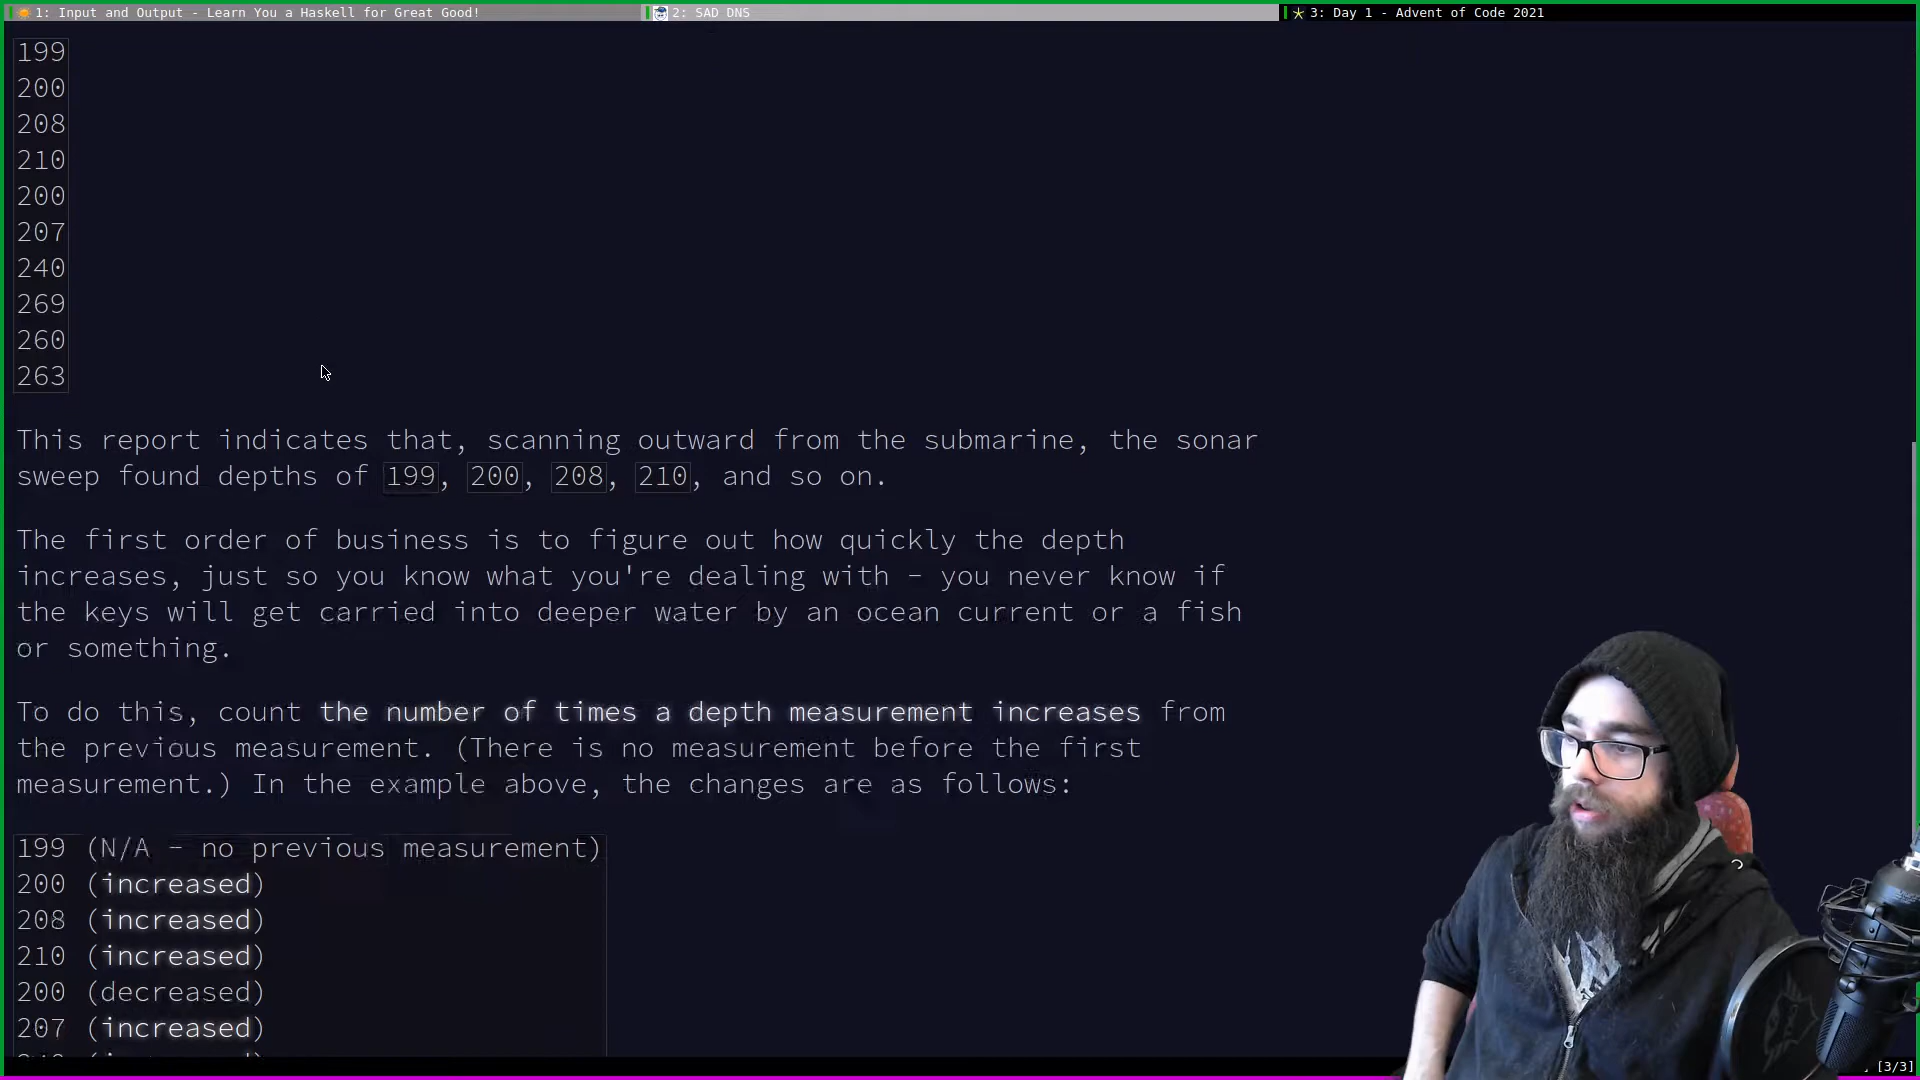 1: Input and Output - Learn You a Haskell for Great Good!
2: SAD DNS
3: Day 1 - Advent of Code 2021
199
200
208
210
200
207
240
269
260
263
This report indicates that, scanning outward from the submarine, the sonar
sweep found depths of 199, 200, 208, 210, and so on.
The first order of business is to figure out how quickly the depth
increases, just so you know what you're dealing with - you never know if
the keys will get carried into deeper water by an ocean current or a fish
or something.
To do this, count the number of times a depth measurement increases from
the previous measurement. (There is no measurement before the first
measurement.) In the example above, the changes are as follows:
199 (N/A - no previous measurement)
200 (increased)
208 (increased)
210 (increased)
200 (decreased)
207 (increased)
[3/3]